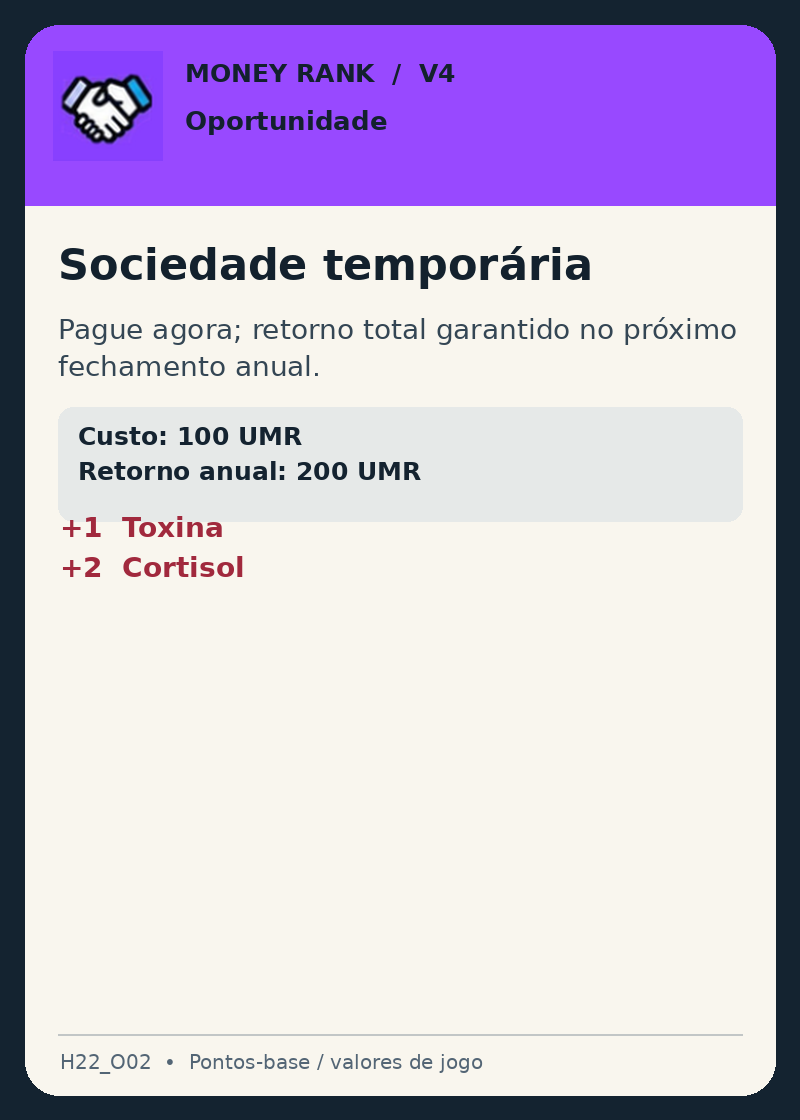 MONEY RANK / V4
Oportunidade
Sociedade temporária
Pague agora; retorno total garantido no próximo
fechamento anual.
Custo: 100 UMR
Retorno anual: 200 UMR
+1 Toxina
+2 Cortisol
H22_O02 • Pontos-base / valores de jogo